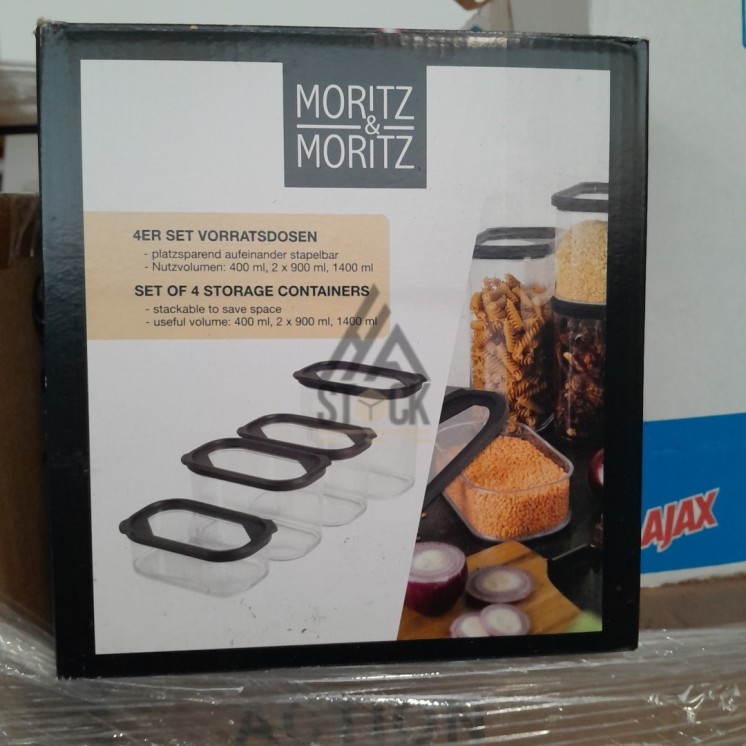 MORITZ
&
MORITZ
4ER SET VORRATSDOSEN
- platzsparend aufeinander stapelbar
- Nutzvolumen: 400 ml, 2 x 900 ml, 1400 ml
SET OF 4 STORAGE CONTAINERS
- stackable to save space
- useful volume: 400 ml, 2 x 900 ml, 1400 ml
STOCK
AJAX
ACTION